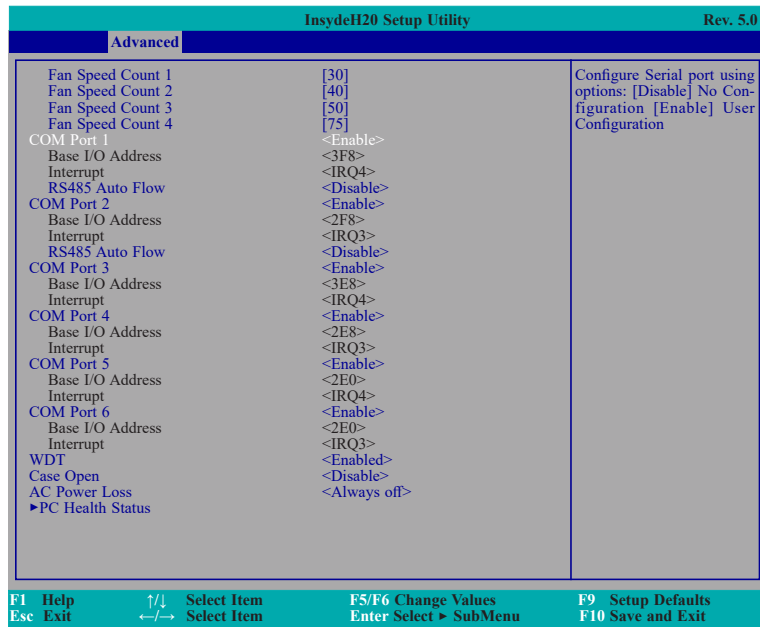 InsydeH20 Setup Utility Rev. 5.0
Advanced
Fan Speed Count 1 [30]
Fan Speed Count 2 [40]
Fan Speed Count 3 [50]
Fan Speed Count 4 [75]
COM Port 1 <Enable>
Base I/O Address <3F8>
Interrupt <IRQ4>
RS485 Auto Flow <Disable>
COM Port 2 <Enable>
Base I/O Address <2F8>
Interrupt <IRQ3>
RS485 Auto Flow <Disable>
COM Port 3 <Enable>
Base I/O Address <3E8>
Interrupt <IRQ4>
COM Port 4 <Enable>
Base I/O Address <2E8>
Interrupt <IRQ3>
COM Port 5 <Enable>
Base I/O Address <2E0>
Interrupt <IRQ4>
COM Port 6 <Enable>
Base I/O Address <2E0>
Interrupt <IRQ3>
WDT <Enabled>
Case Open <Disable>
AC Power Loss <Always off>
►PC Health Status
Configure Serial port using
options: [Disable] No Con-
figuration [Enable] User
Configuration
F1 Help ↑/↓ Select Item F5/F6 Change Values F9 Setup Defaults
Esc Exit ←/→ Select Item Enter Select ► SubMenu F10 Save and Exit